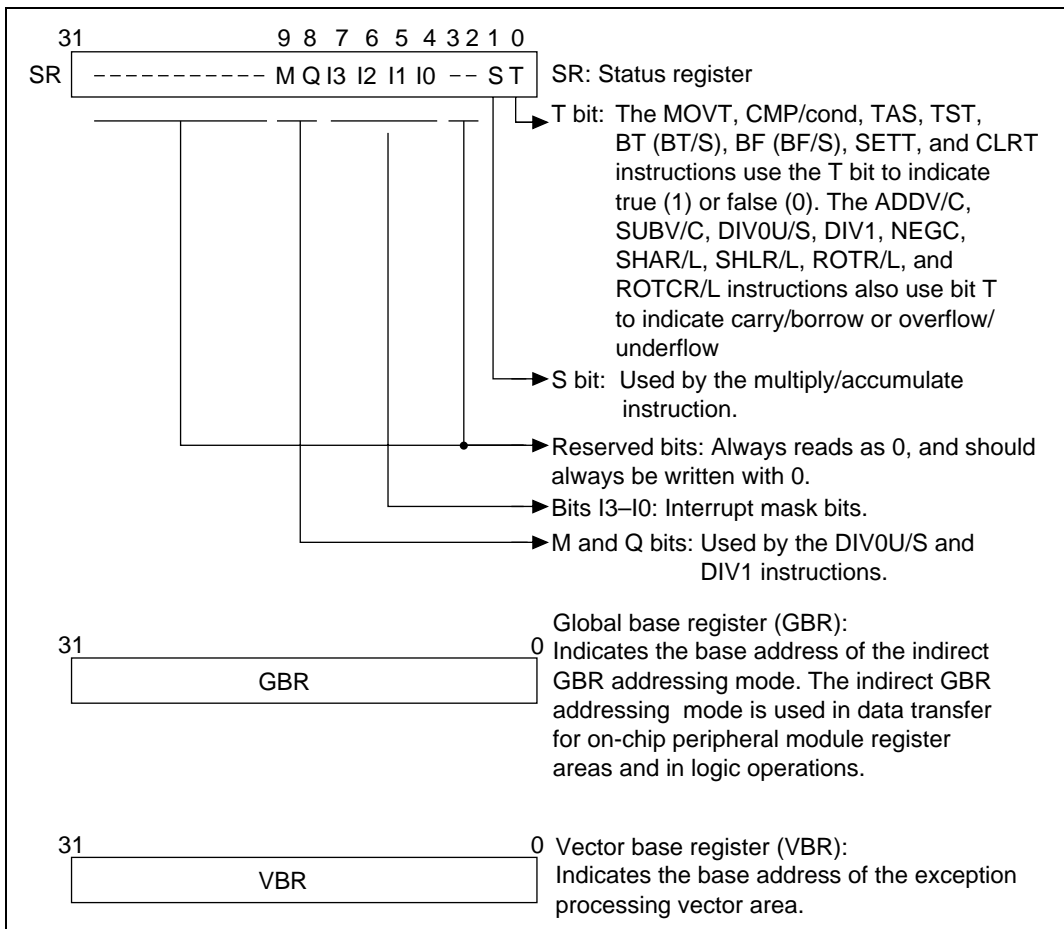 31 9 8 7 6 5 4 3 2 1 0
SR ------------ M Q I3 I2 I1 I0 -- S T SR: Status register
T bit: The MOVT, CMP/cond, TAS, TST,
BT (BT/S), BF (BF/S), SETT, and CLRT
instructions use the T bit to indicate
true (1) or false (0). The ADDV/C,
SUBV/C, DIV0U/S, DIV1, NEGC,
SHAR/L, SHLR/L, ROTR/L, and
ROTCR/L instructions also use bit T
to indicate carry/borrow or overflow/
underflow
S bit: Used by the multiply/accumulate
instruction.
Reserved bits: Always reads as 0, and should
always be written with 0.
Bits I3–I0: Interrupt mask bits.
M and Q bits: Used by the DIV0U/S and
DIV1 instructions.
Global base register (GBR):
31 0 Indicates the base address of the indirect
GBR GBR addressing mode. The indirect GBR
addressing mode is used in data transfer
for on-chip peripheral module register
areas and in logic operations.
31 0 Vector base register (VBR):
VBR Indicates the base address of the exception
processing vector area.